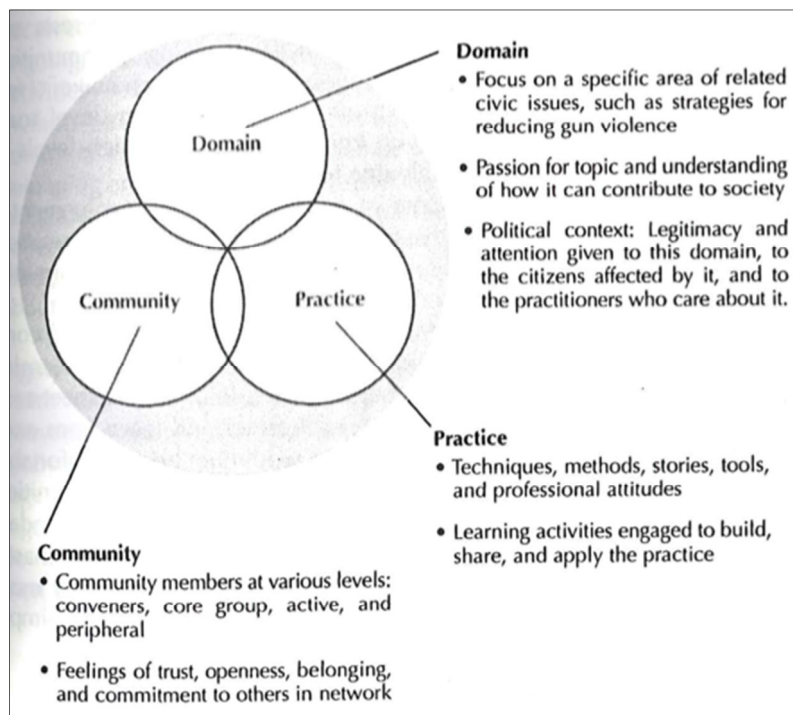 Domain
Community
Practice
Domain
• Focus on a specific area of related
civic issues, such as strategies for
reducing gun violence
• Passion for topic and understanding
of how it can contribute to society
• Political context: Legitimacy and
attention given to this domain, to
the citizens affected by it, and to
the practitioners who care about it.
Practice
• Techniques, methods, stories, tools,
and professional attitudes
• Learning activities engaged to build,
share, and apply the practice
Community
• Community members at various levels:
conveners, core group, active, and
peripheral
• Feelings of trust, openness, belonging,
and commitment to others in network